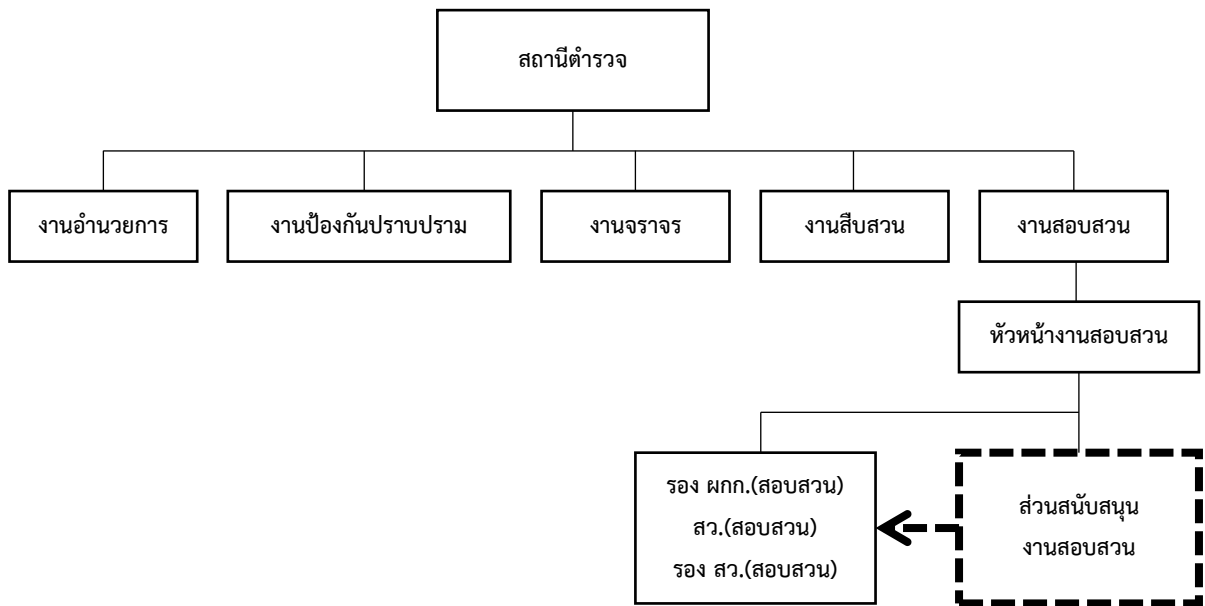 สถานีตำรวจ
งานอำนวยการ
งานป้องกันปราบปราม
งานจราจร
งานสืบสวน
งานสอบสวน
หัวหน้างานสอบสวน
รอง ผกก.(สอบสวน)
สว.(สอบสวน)
รอง สว.(สอบสวน)
ส่วนสนับสนุน
งานสอบสวน